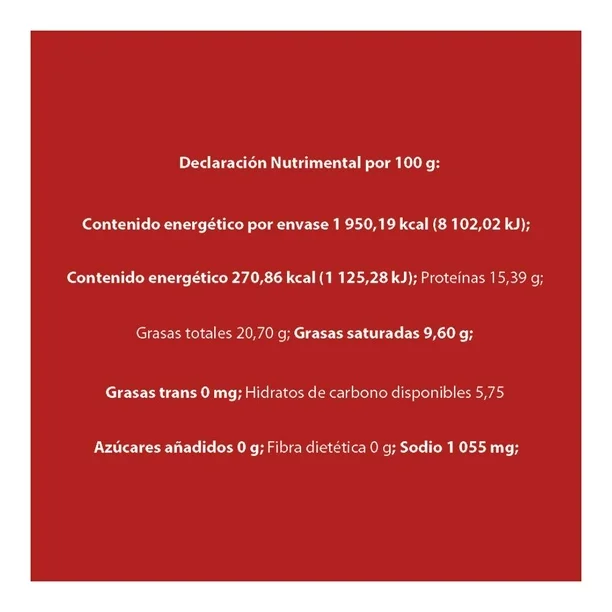 Declaración Nutrimental por 100 g:
Contenido energético por envase 1 950,19 kcal (8 102,02 kJ);
Contenido energético 270,86 kcal (1 125,28 kJ); Proteínas 15,39 g;
Grasas totales 20,70 g; Grasas saturadas 9,60 g;
Grasas trans 0 mg; Hidratos de carbono disponibles 5,75
Azúcares añadidos 0 g; Fibra dietética 0 g; Sodio 1 055 mg;